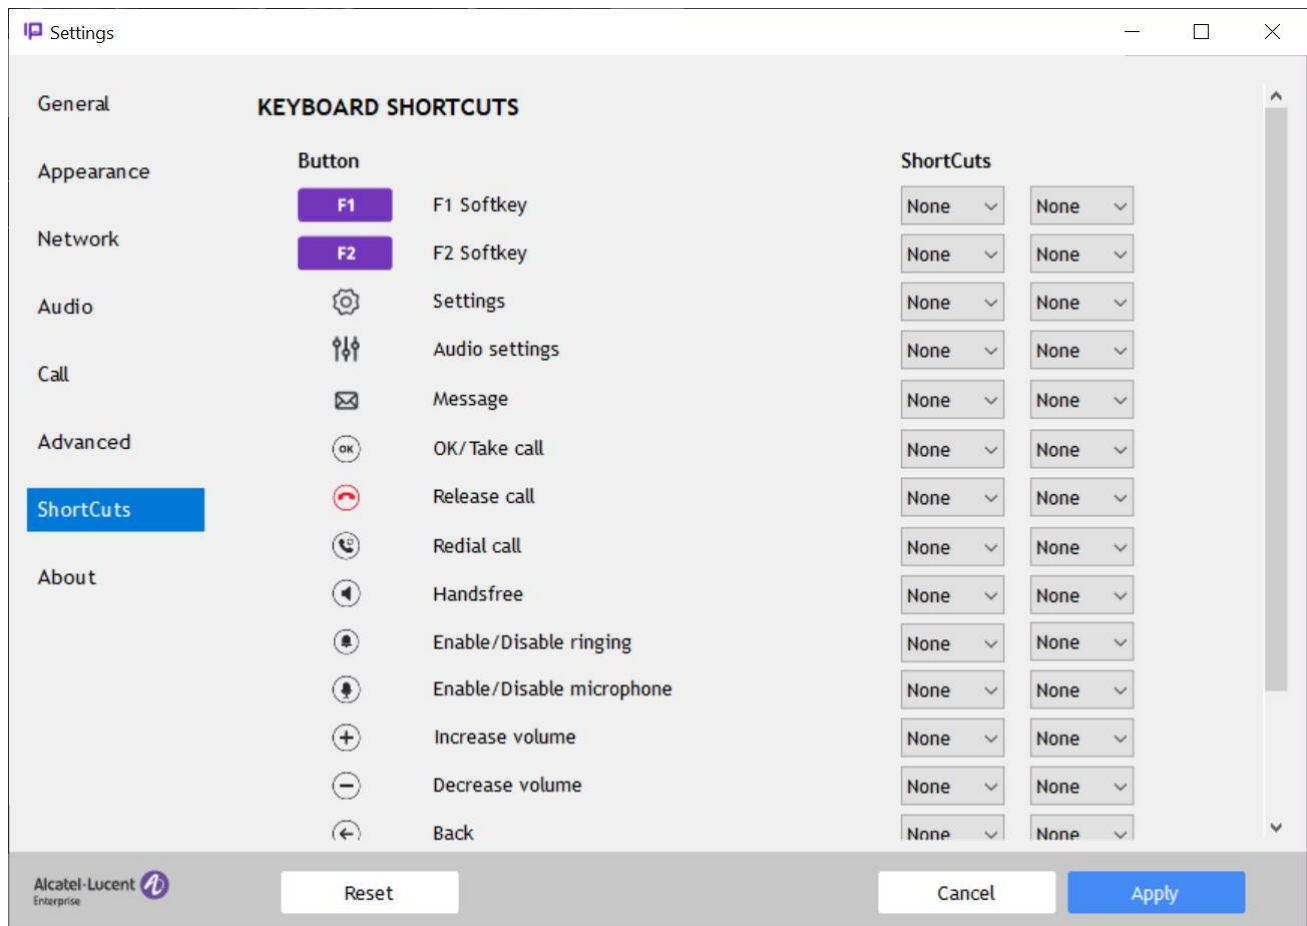 Settings
General
Appearance
Network
Audio
Call
Advanced
ShortCuts
About
KEYBOARD SHORTCUTS
Button ShortCuts
F1 F1 Softkey None None
F2 F2 Softkey None None
Settings None None
Audio settings None None
Message None None
OK OK/Take call None None
Release call None None
Redial call None None
Handsfree None None
Enable/Disable ringing None None
Enable/Disable microphone None None
Increase volume None None
Decrease volume None None
Back None None
Alcatel·Lucent
Enterprise
Reset Cancel Apply